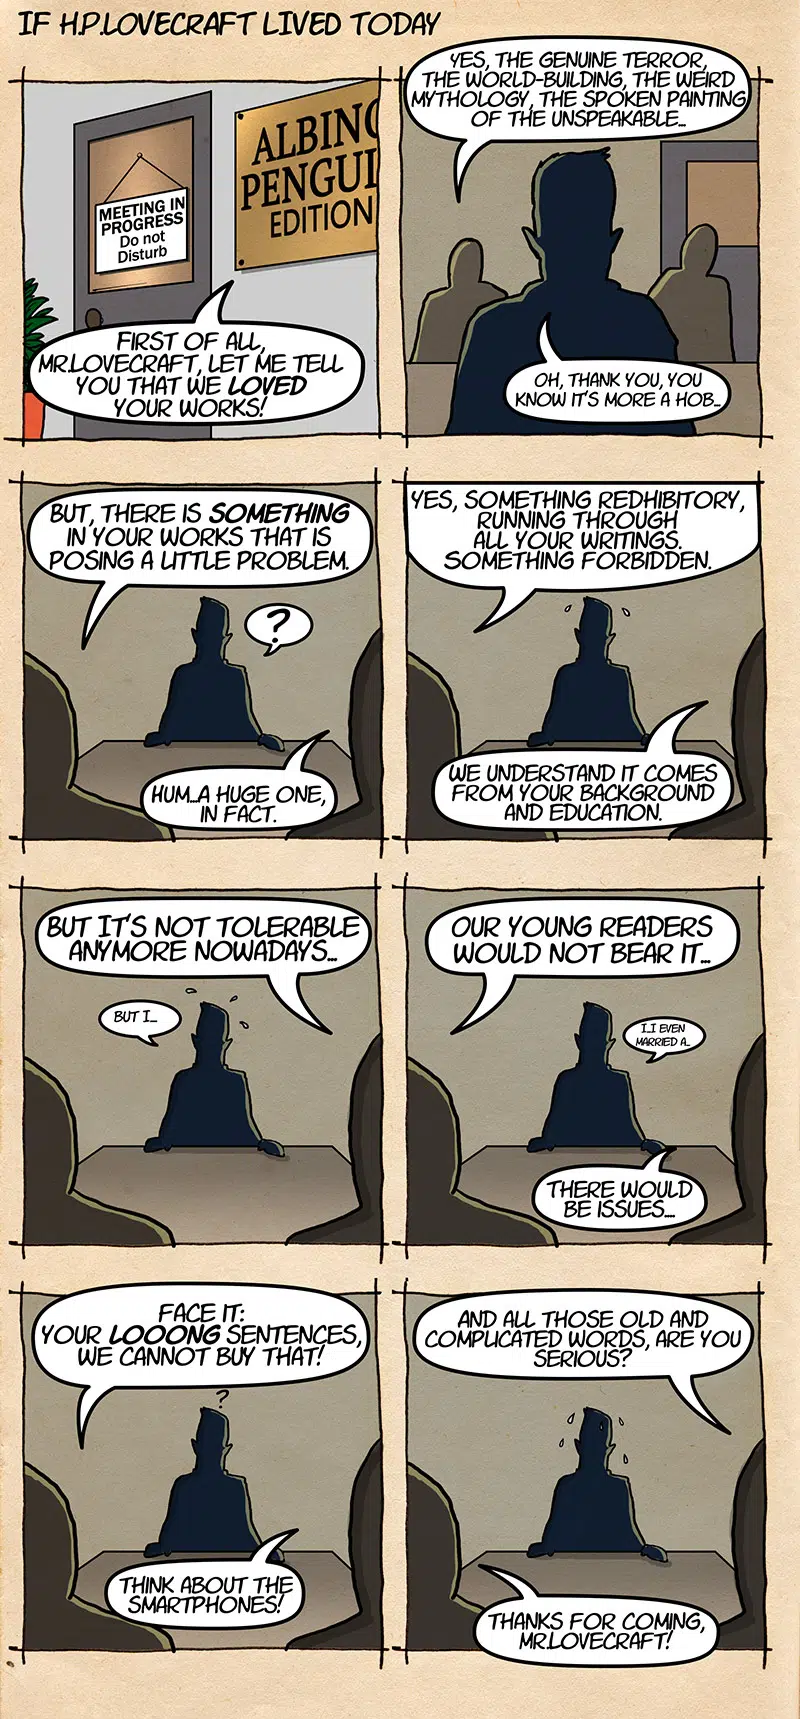 IF H.P.LOVECRAFT LIVED TODAY
MEETING IN
PROGRESS
Do not
Disturb
ALBINO
PENGUI
EDITION
FIRST OF ALL,
MR.LOVECRAFT, LET ME TELL
YOU THAT WE LOVED
YOUR WORKS!
YES, THE GENUINE TERROR,
THE WORLD-BUILDING, THE WEIRD
MYTHOLOGY, THE SPOKEN PAINTING
OF THE UNSPEAKABLE...
OH, THANK YOU, YOU
KNOW IT'S MORE A HOB...
BUT, THERE IS SOMETHING
IN YOUR WORKS THAT IS
POSING A LITTLE PROBLEM.
?
HUM...A HUGE ONE,
IN FACT.
YES, SOMETHING REDHIBITORY,
RUNNING THROUGH
ALL YOUR WRITINGS.
SOMETHING FORBIDDEN.
WE UNDERSTAND IT COMES
FROM YOUR BACKGROUND
AND EDUCATION.
BUT IT'S NOT TOLERABLE
ANYMORE NOWADAYS...
BUT I...
OUR YOUNG READERS
WOULD NOT BEAR IT...
I...I EVEN
MARRIED A...
THERE WOULD
BE ISSUES....
FACE IT:
YOUR LOOONG SENTENCES,
WE CANNOT BUY THAT!
?
THINK ABOUT THE
SMARTPHONES!
AND ALL THOSE OLD AND
COMPLICATED WORDS, ARE YOU
SERIOUS?
THANKS FOR COMING,
MR.LOVECRAFT!